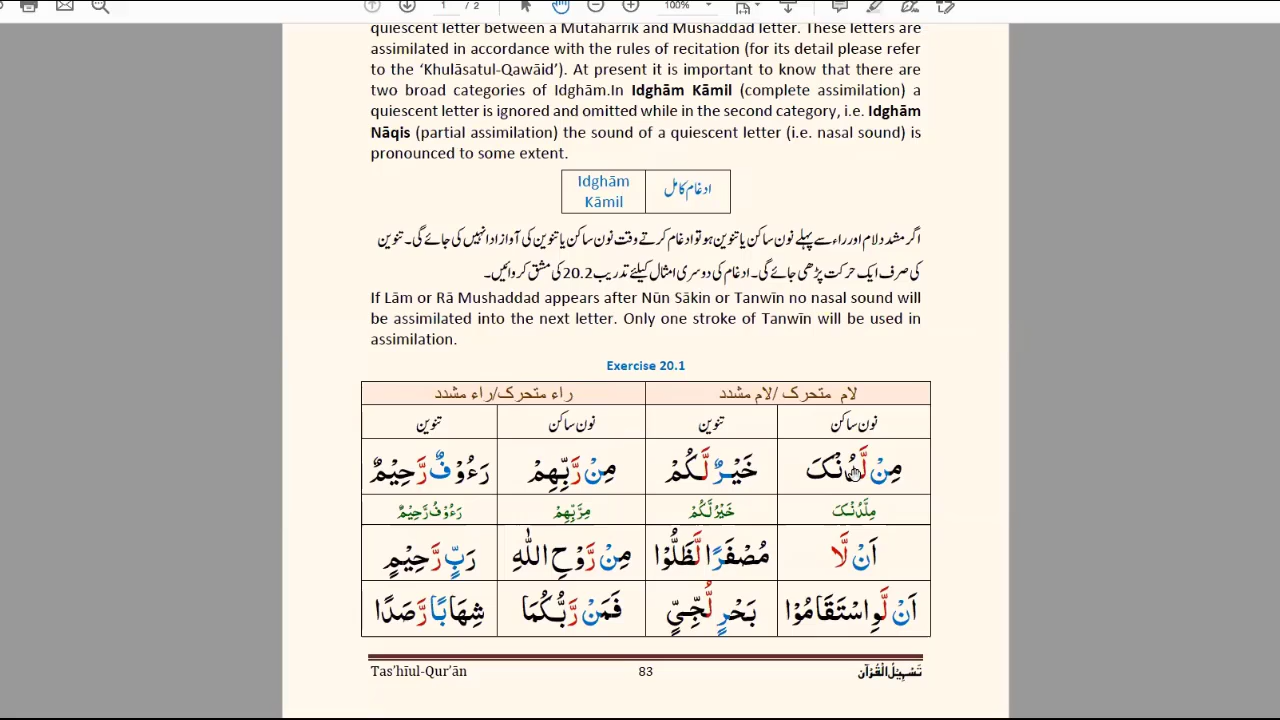 1 / 2
100%
quiescent letter between a Mutaharrik and Mushaddad letter. These letters are
assimilated in accordance with the rules of recitation (for its detail please refer
to the ‘Khulāsatul-Qawāid’). At present it is important to know that there are
two broad categories of Idghām.In Idghām Kāmil (complete assimilation) a
quiescent letter is ignored and omitted while in the second category, i.e. Idghām
Nāqis (partial assimilation) the sound of a quiescent letter (i.e. nasal sound) is
pronounced to some extent.
Idghām ادغام کامل
Kāmil
اگر مشدد لام اور راء سے پہلے نون ساکن یا تنوین ہو تو ادغام کرتے وقت نون ساکن یا تنوین کی آواز ادا نہیں کی جائے گی۔ تنوین
کی صرف ایک حرکت پڑھی جائے گی۔ ادغام کی دوسری امثال کیلئے تدریب 20.2 کی مشق کروائیں۔
If Lām or Rā Mushaddad appears after Nūn Sākin or Tanwīn no nasal sound will
be assimilated into the next letter. Only one stroke of Tanwīn will be used in
assimilation.
Exercise 20.1
لام متحرک /لام مشدد راء متحرک/راء مشدد
نون ساکن تنوین نون ساکن تنوین
مِنْ لَّدُنْکَ خَیْرٌ لَّکُمْ مِنْ رَّبِّهِمْ رَءُوْفٌ رَّحِیْمٌ
مِلَّدُنْکَ خَیْرُ لَّکُمْ مِرَّبِّهِمْ رَءُوْفُ رَّحِیْمٌ
اَنْ لَّا مُصْفَرًّا لَّظَلُّوْا مِنْ رَّوْحِ اللّٰهِ رَبٍّ رَّحِیْمٍ
اَنْ لَّوِاسْتَقَامُوْا بَحْرٍ لُّجِّیٍّ فَمَنْ رَّبُّکُمَا شِهَابًا رَّصَدًا
Tas’hīul-Qur’ān 83 تَسْہِیْلُ الْقُرْآن